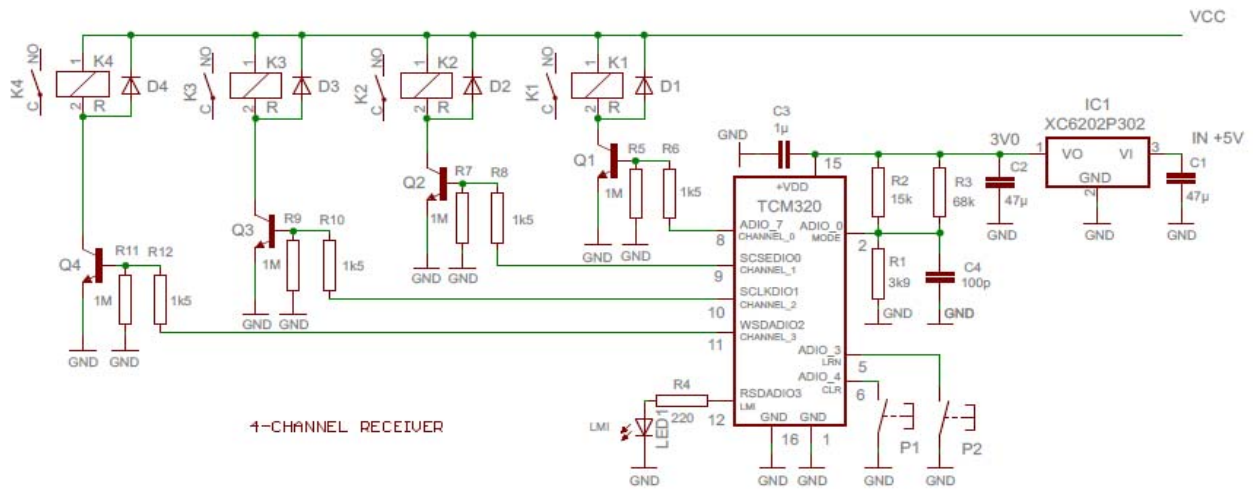 VCC
NO
K4
C
1
K4
2
R
D4
NO
K3
C
1
K3
2
R
D3
NO
K2
C
1
K2
2
R
D2
NO
K1
C
1
K1
2
R
D1
C3
1µ
GND
15
3V0
IC1
XC6202P302
IN +5V
1
VO
VI
3
GND
2
C2
47µ
GND
C1
47µ
GND
GND
R2
15k
R3
68k
R1
3k9
GND
C4
100p
GND
Q1
R5
R6
1M
1k5
GND
GND
Q2
R7
R8
1M
1k5
GND
GND
Q3
R9
R10
1M
1k5
GND
GND
Q4
R11
R12
1M
1k5
GND
GND
+VDD
TCM320
ADIO_7
8
CHANNEL_0
ADIO_0
2
MODE
SCSEDIO0
9
CHANNEL_1
SCLKDIO1
10
CHANNEL_2
WSDADIO2
11
CHANNEL_3
ADIO_3
LRN
5
ADIO_4
CLR
6
RSDADIO3
12
LMI
GND
16
GND
1
GND
GND
R4
220
LMI
LED1
GND
P1
GND
P2
GND
4-CHANNEL RECEIVER